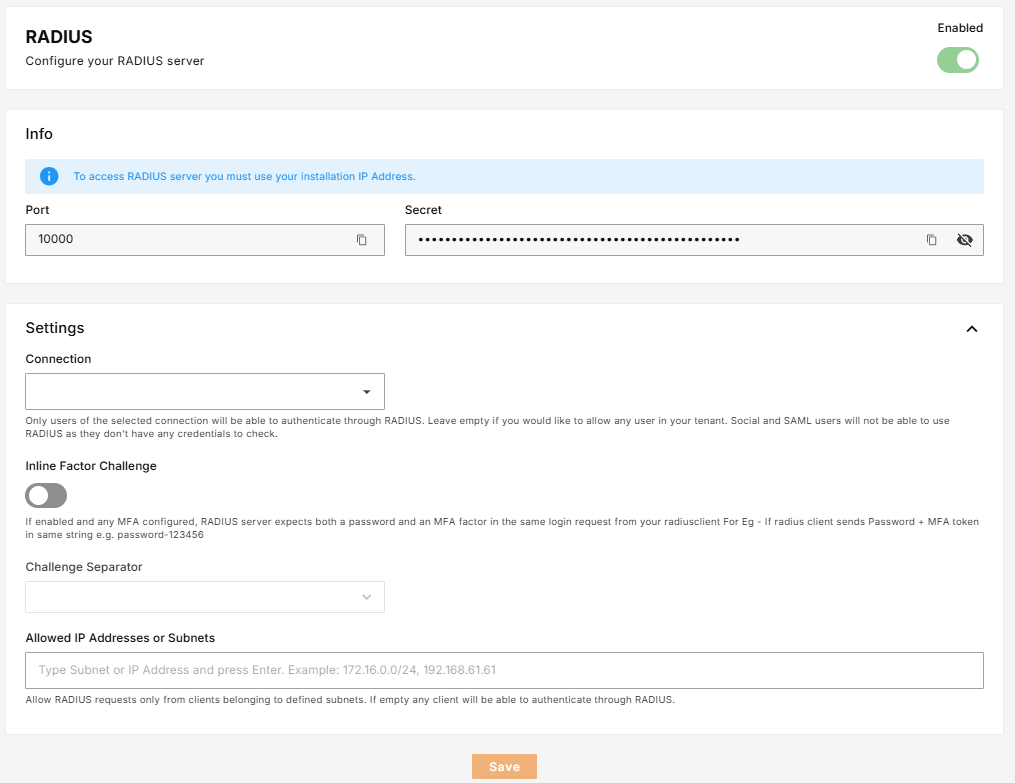 RADIUS
Enabled
Configure your RADIUS server
Info
To access RADIUS server you must use your installation IP Address.
Port
Secret
10000
••••••••••••••••••••••••••••••••••••••••••••••••
Settings
Connection
Only users of the selected connection will be able to authenticate through RADIUS. Leave empty if you would like to allow any user in your tenant. Social and SAML users will not be able to use
RADIUS as they don't have any credentials to check.
Inline Factor Challenge
If enabled and any MFA configured, RADIUS server expects both a password and an MFA factor in the same login request from your radiusclient For Eg - If radius client sends Password + MFA token
in same string e.g. password-123456
Challenge Separator
Allowed IP Addresses or Subnets
Type Subnet or IP Address and press Enter. Example: 172.16.0.0/24, 192.168.61.61
Allow RADIUS requests only from clients belonging to defined subnets. If empty any client will be able to authenticate through RADIUS.
Save